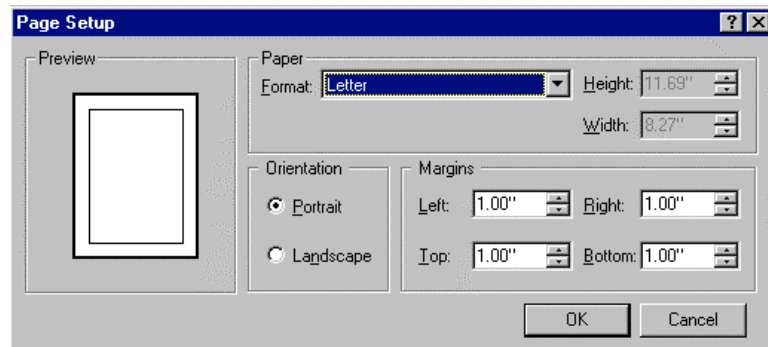 Page Setup
Preview
Paper
Format: Letter
Height: 11.69"
Width: 8.27"
Orientation
Portrait
Landscape
Margins
Left: 1.00" Right: 1.00"
Top: 1.00" Bottom: 1.00"
OK Cancel